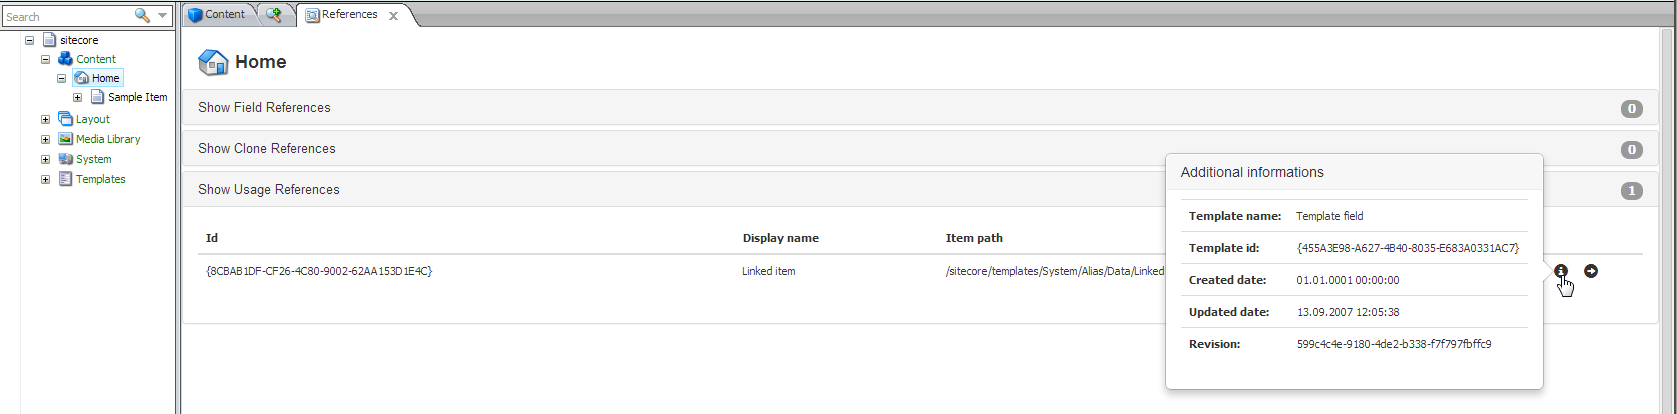 Search
sitecore
Content
Home
Sample Item
Layout
Media Library
System
Templates
Content
References
Home
Show Field References 0
Show Clone References 0
Show Usage References 1
Id Display name Item path
{8CBAB1DF-CF26-4C80-9002-62AA153D1E4C} Linked item /sitecore/templates/System/Alias/Data/Linked
Additional informations
Template name: Template field
Template id: {455A3E98-A627-4B40-8035-E683A0331AC7}
Created date: 01.01.0001 00:00:00
Updated date: 13.09.2007 12:05:38
Revision: 599c4c4e-9180-4de2-b338-f7f797fbffc9